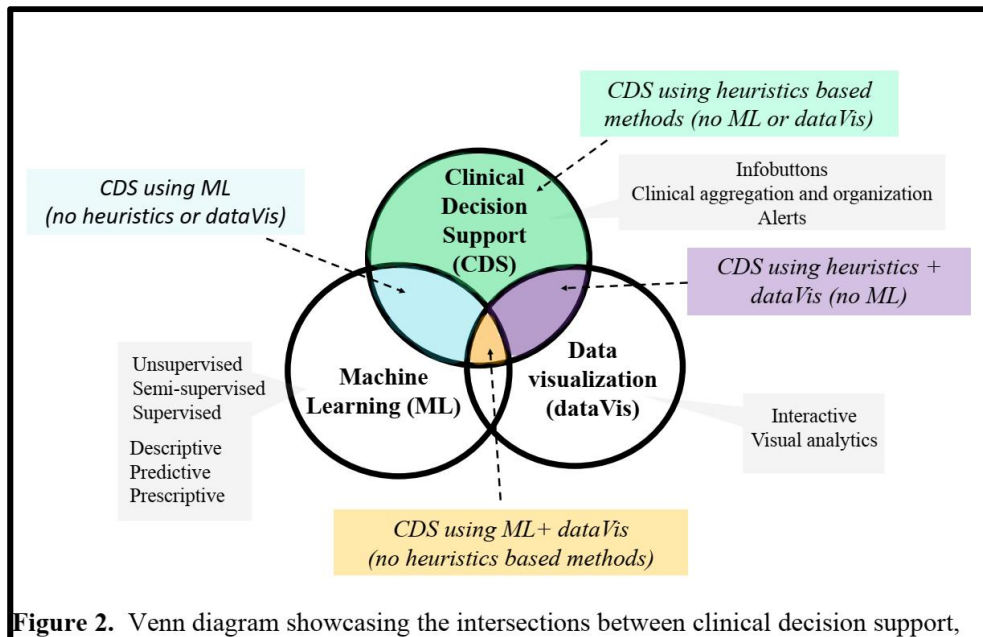 CDS using heuristics based
methods (no ML or dataVis)
CDS using ML
(no heuristics or dataVis)
Clinical
Decision
Support
(CDS)
Infobuttons
Clinical aggregation and organization
Alerts
CDS using heuristics +
dataVis (no ML)
Unsupervised
Semi-supervised
Supervised
Descriptive
Predictive
Prescriptive
Machine
Learning (ML)
Data
visualization
(dataVis)
Interactive
Visual analytics
CDS using ML+ dataVis
(no heuristics based methods)
Figure 2. Venn diagram showcasing the intersections between clinical decision support,